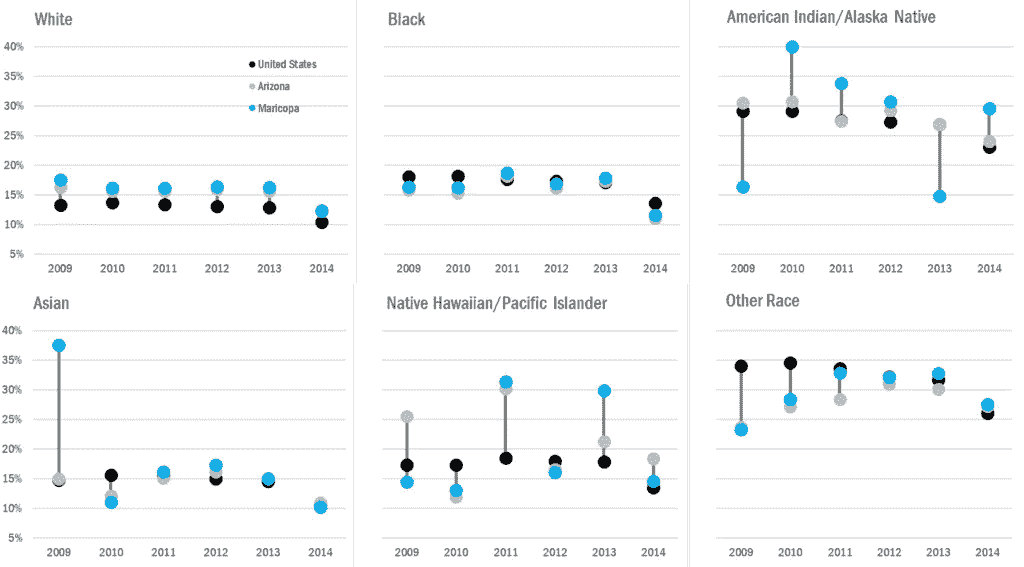 White
Black
American Indian/Alaska Native
40%
35%
30%
25%
20%
15%
10%
5%
United States
Arizona
Maricopa
2009 2010 2011 2012 2013 2014
2009 2010 2011 2012 2013 2014
2009 2010 2011 2012 2013 2014
Asian
Native Hawaiian/Pacific Islander
Other Race
40%
35%
30%
25%
20%
15%
10%
5%
2009 2010 2011 2012 2013 2014
2009 2010 2011 2012 2013 2014
2009 2010 2011 2012 2013 2014